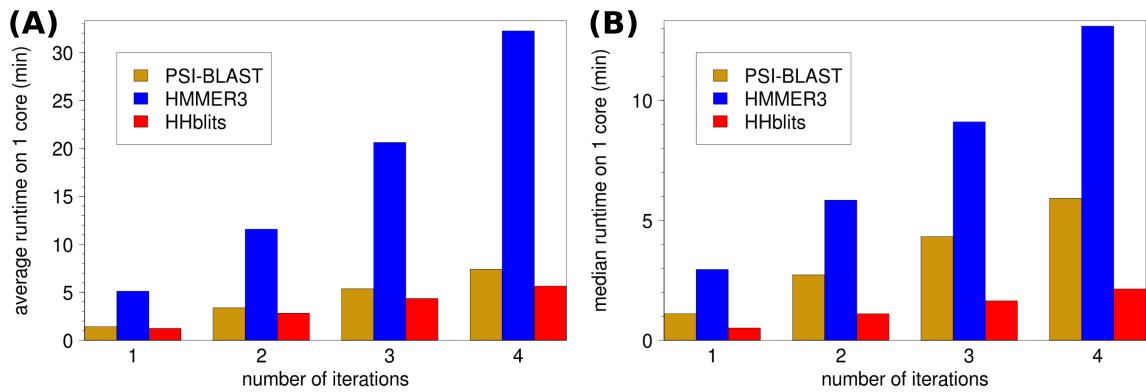 (A)
average runtime on 1 core (min)
30
25
20
15
10
5
0
PSI-BLAST
HMMER3
HHblits
1 2 3 4
number of iterations
(B)
median runtime on 1 core (min)
10
5
0
PSI-BLAST
HMMER3
HHblits
1 2 3 4
number of iterations